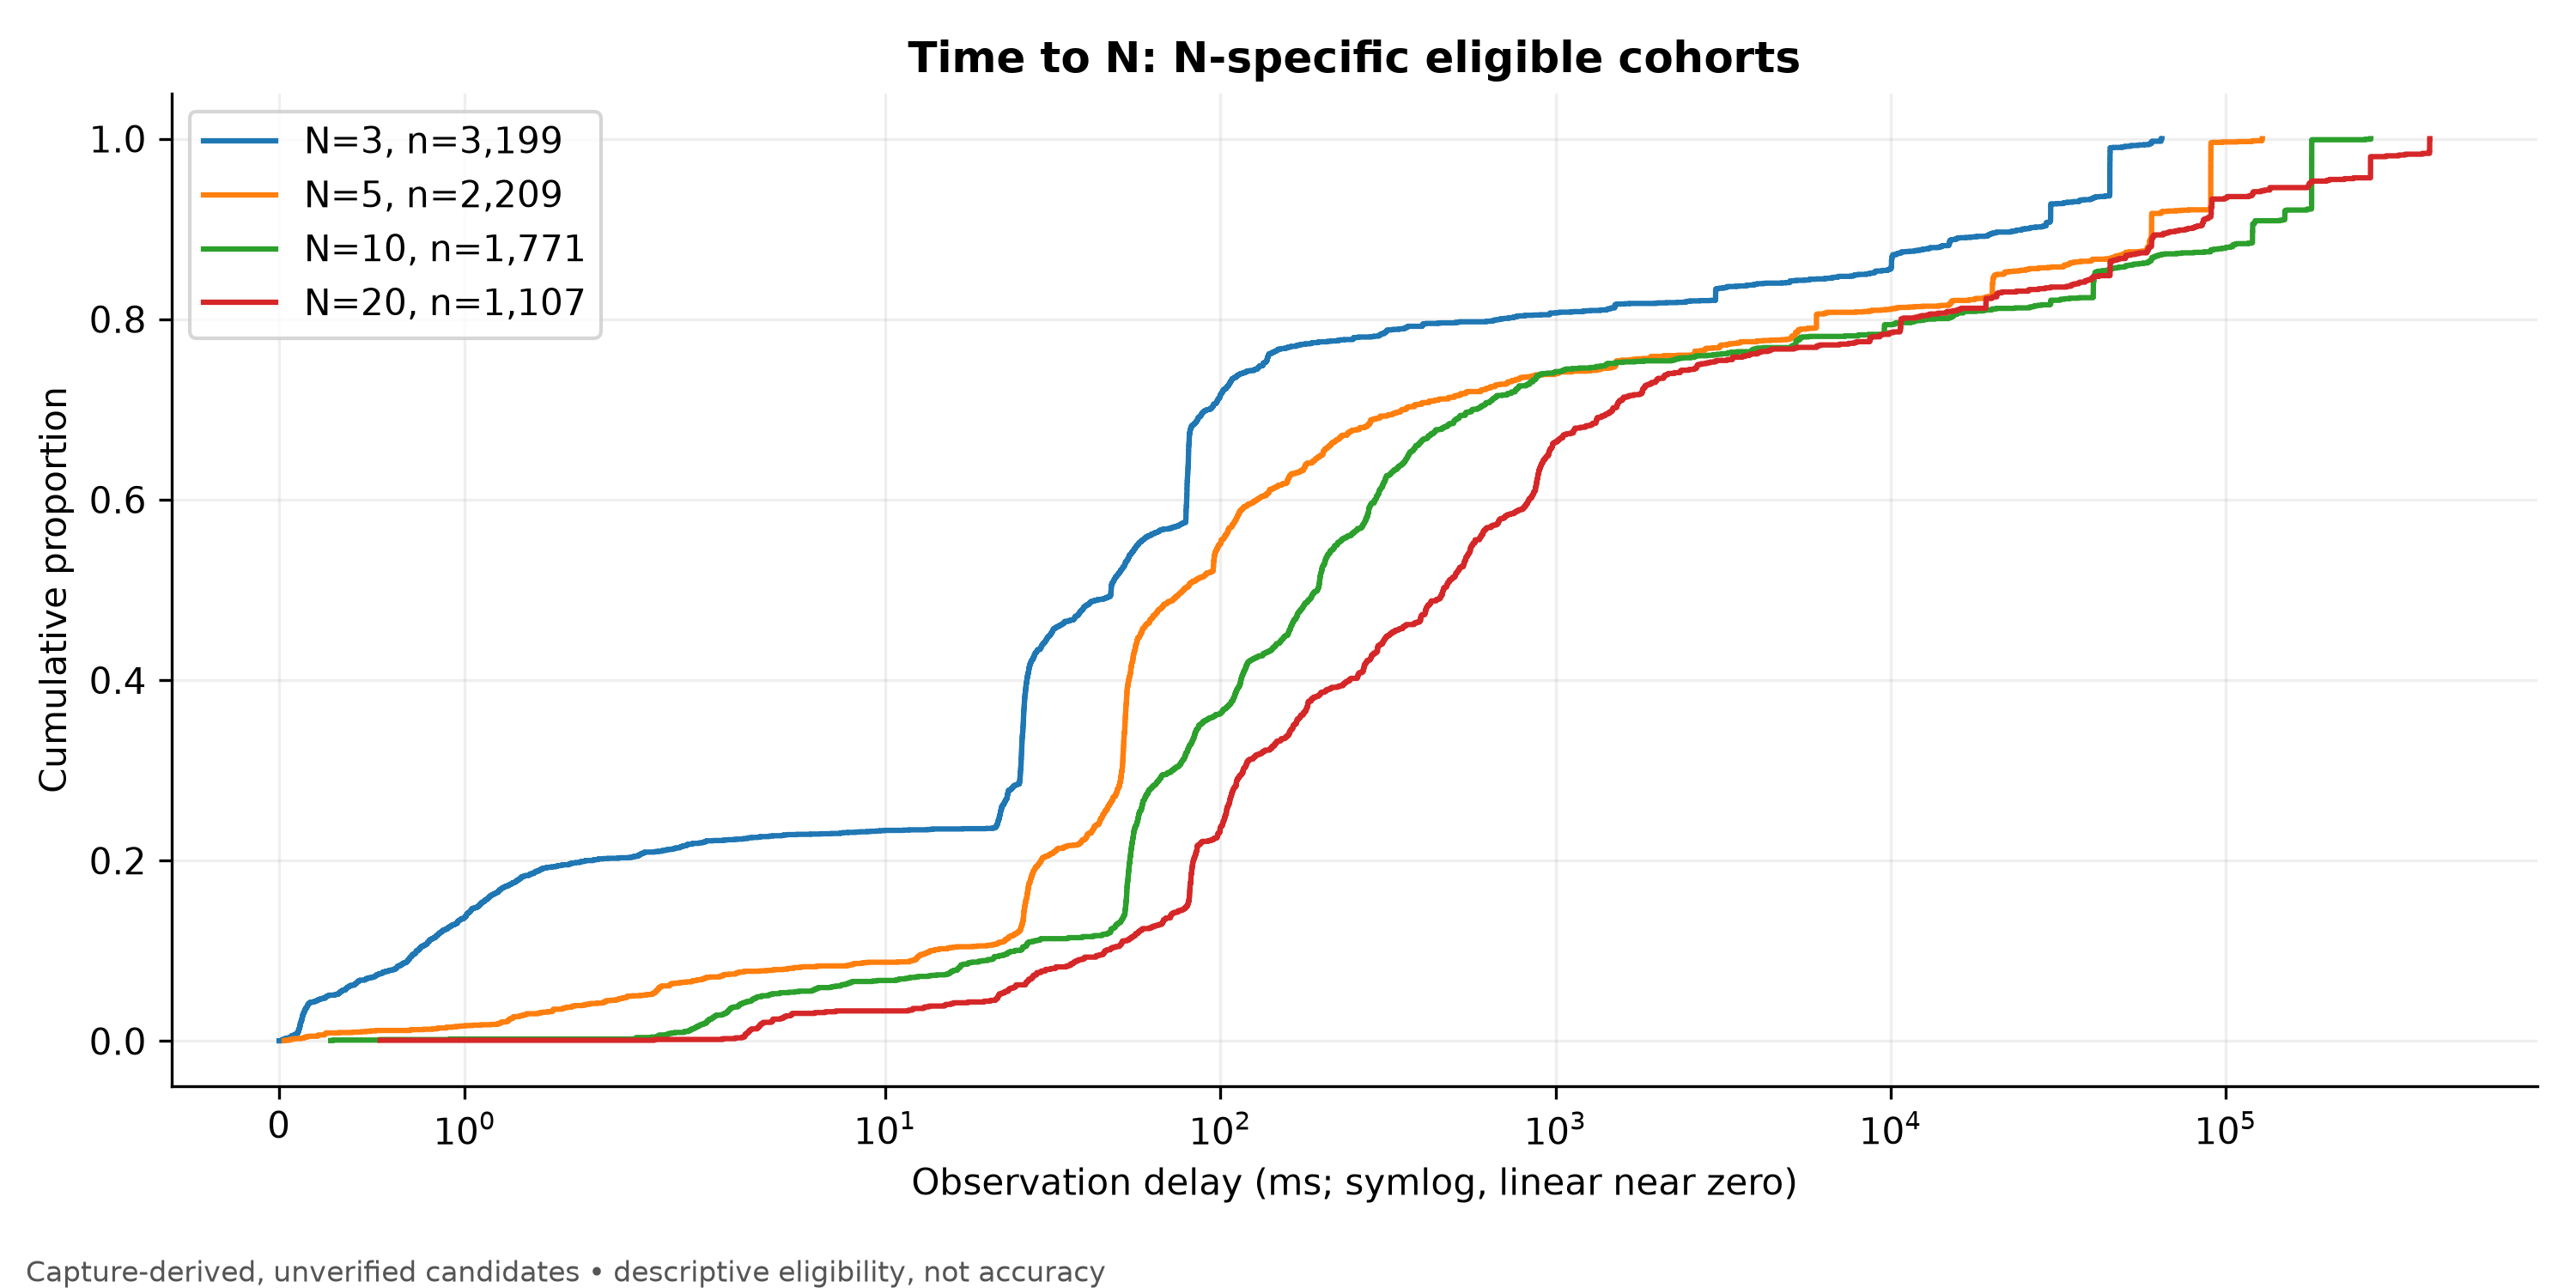 Time to N: N-specific eligible cohorts
N=3, n=3,199
N=5, n=2,209
N=10, n=1,771
N=20, n=1,107
Cumulative proportion
1.0
0.8
0.6
0.4
0.2
0.0
0 10⁰ 10¹ 10² 10³ 10⁴ 10⁵
Observation delay (ms; symlog, linear near zero)
Capture-derived, unverified candidates • descriptive eligibility, not accuracy